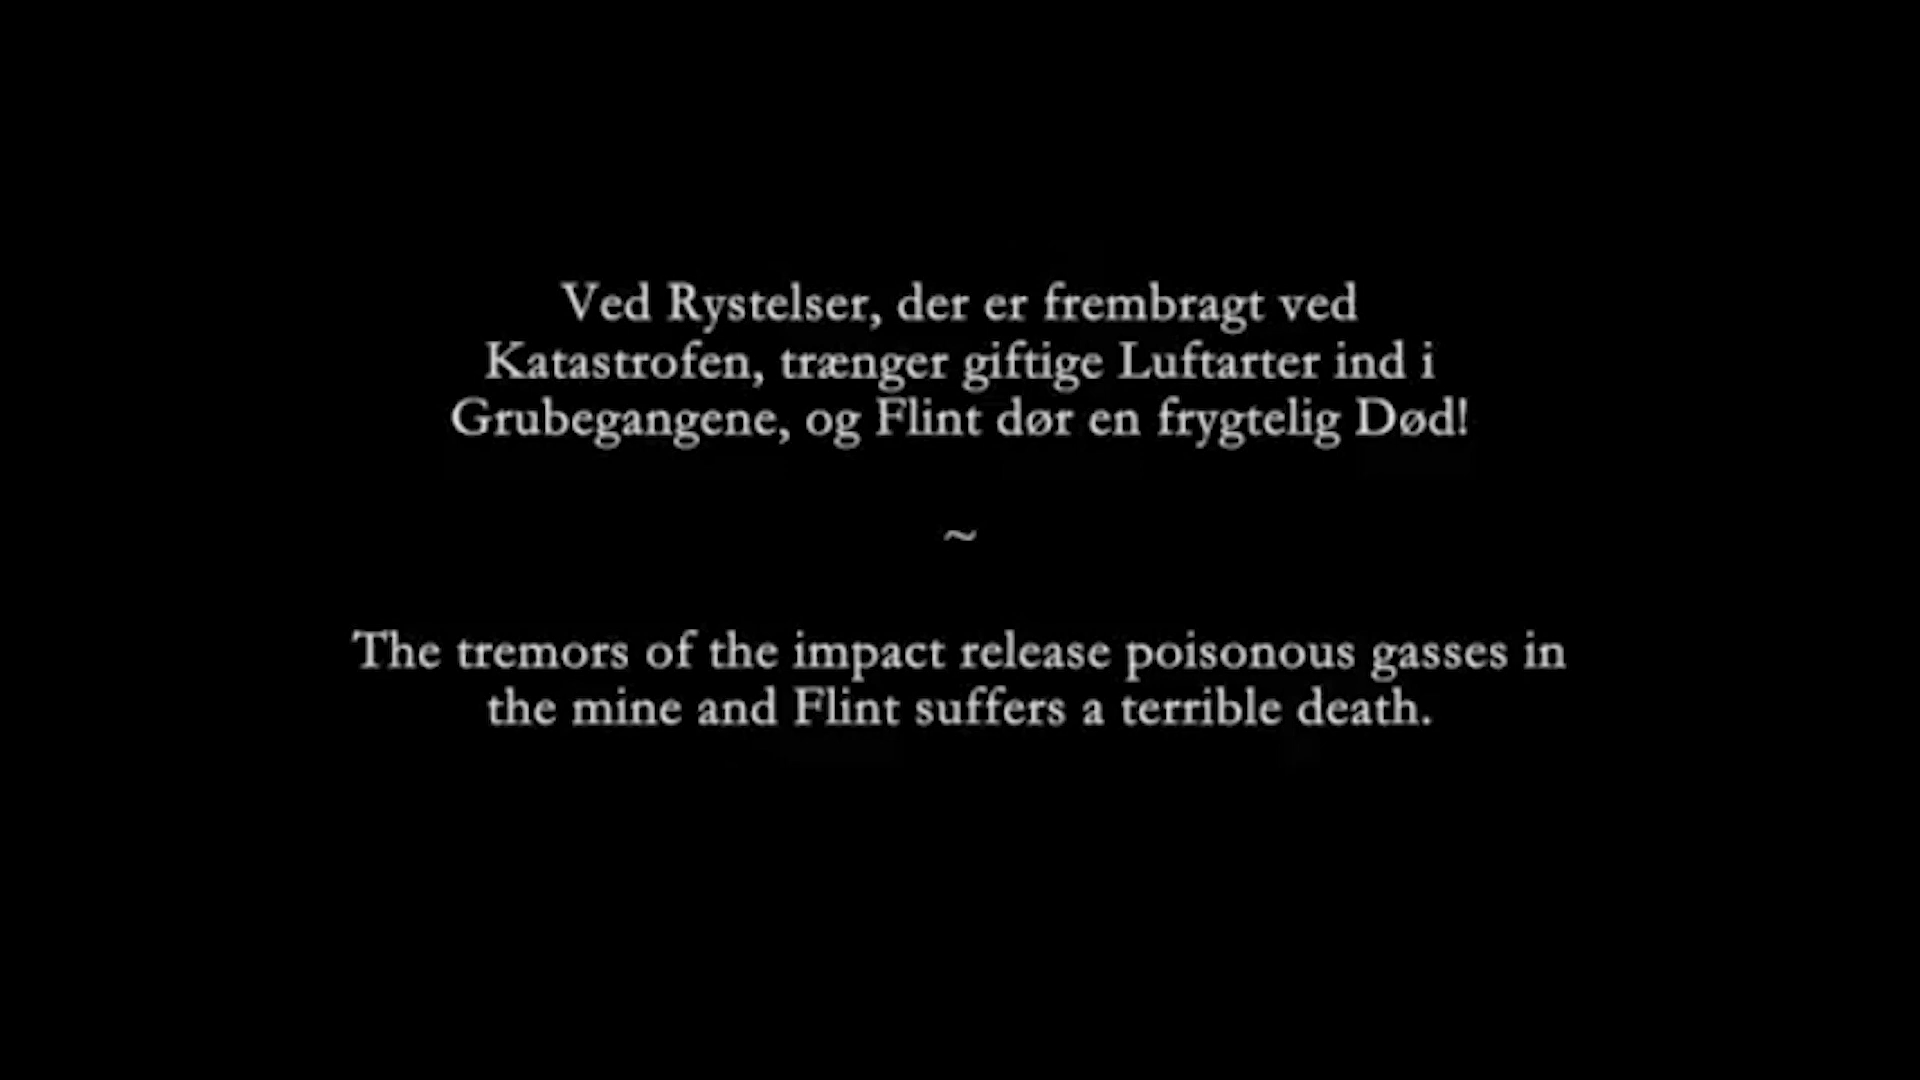 Ved Rystelser, der er frembragt ved
Katastrofen, trænger giftige Luftarter ind i
Grubegangene, og Flint dør en frygtelig Død!
~
The tremors of the impact release poisonous gasses in
the mine and Flint suffers a terrible death.